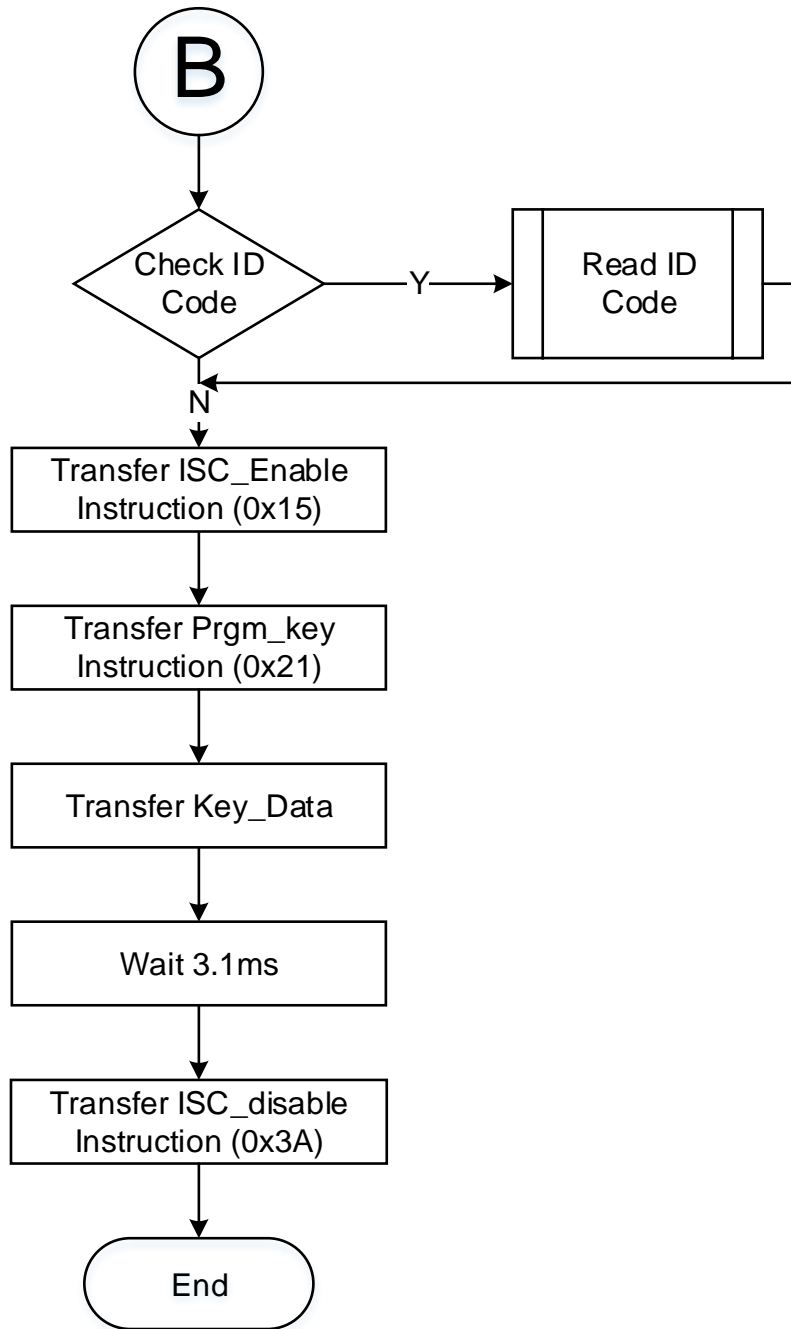 B
Check ID
Code
Y
Read ID
Code
N
Transfer ISC_Enable
Instruction (0x15)
Transfer Prgm_key
Instruction (0x21)
Transfer Key_Data
Wait 3.1ms
Transfer ISC_disable
Instruction (0x3A)
End